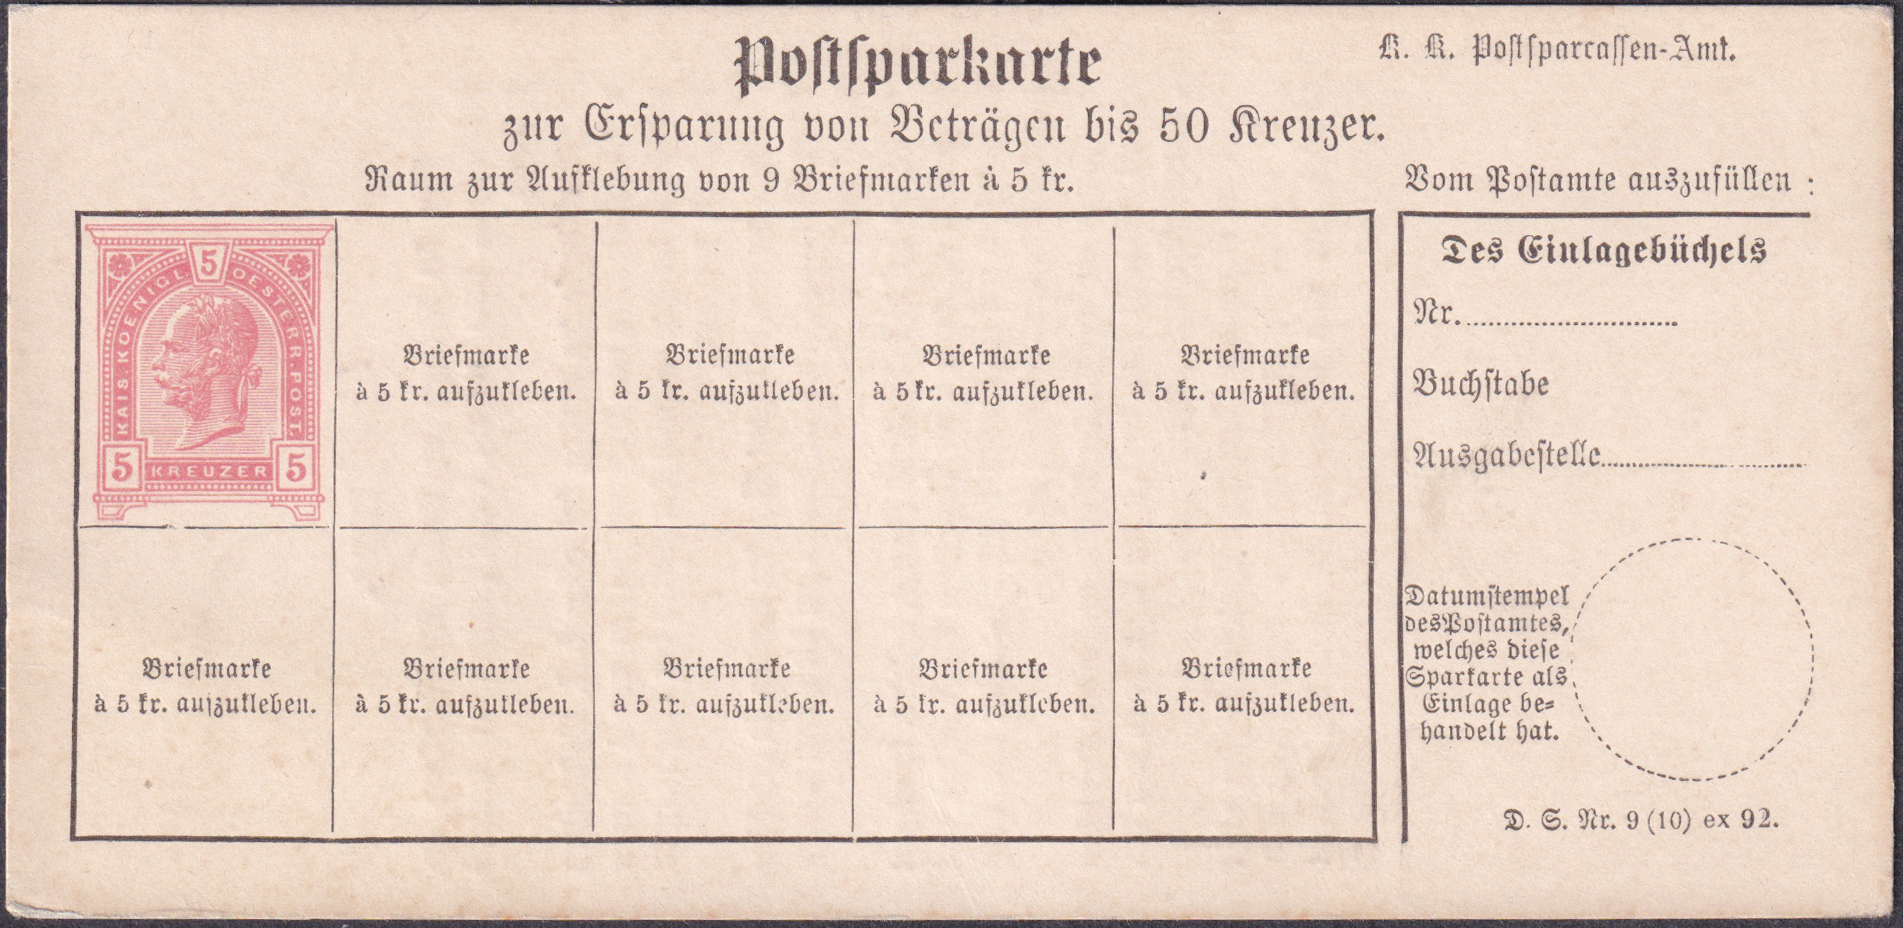 Postsparkarte
K. K. Postsparcassen-Amt.
zur Ersparung von Beträgen bis 50 Kreuzer.
Raum zur Aufklebung von 9 Briefmarken à 5 kr.
Vom Postamte auszufüllen :
5
KAIS. KOENIGL. OESTERR. POST.
5 KREUZER 5
Briefmarke
à 5 kr. aufzukleben.
Briefmarke
à 5 kr. aufzukleben.
Briefmarke
à 5 kr. aufzukleben.
Briefmarke
à 5 kr. aufzukleben.
Briefmarke
à 5 kr. aufzukleben.
Briefmarke
à 5 kr. aufzukleben.
Briefmarke
à 5 kr. aufzukleben.
Briefmarke
à 5 kr. aufzukleben.
Briefmarke
à 5 kr. aufzukleben.
Des Einlagebüchels
Nr.
Buchstabe
Ausgabestelle
Datumstempel
des Postamtes,
welches diese
Sparkarte als
Einlage be=
handelt hat.
D. S. Nr. 9 (10) ex 92.